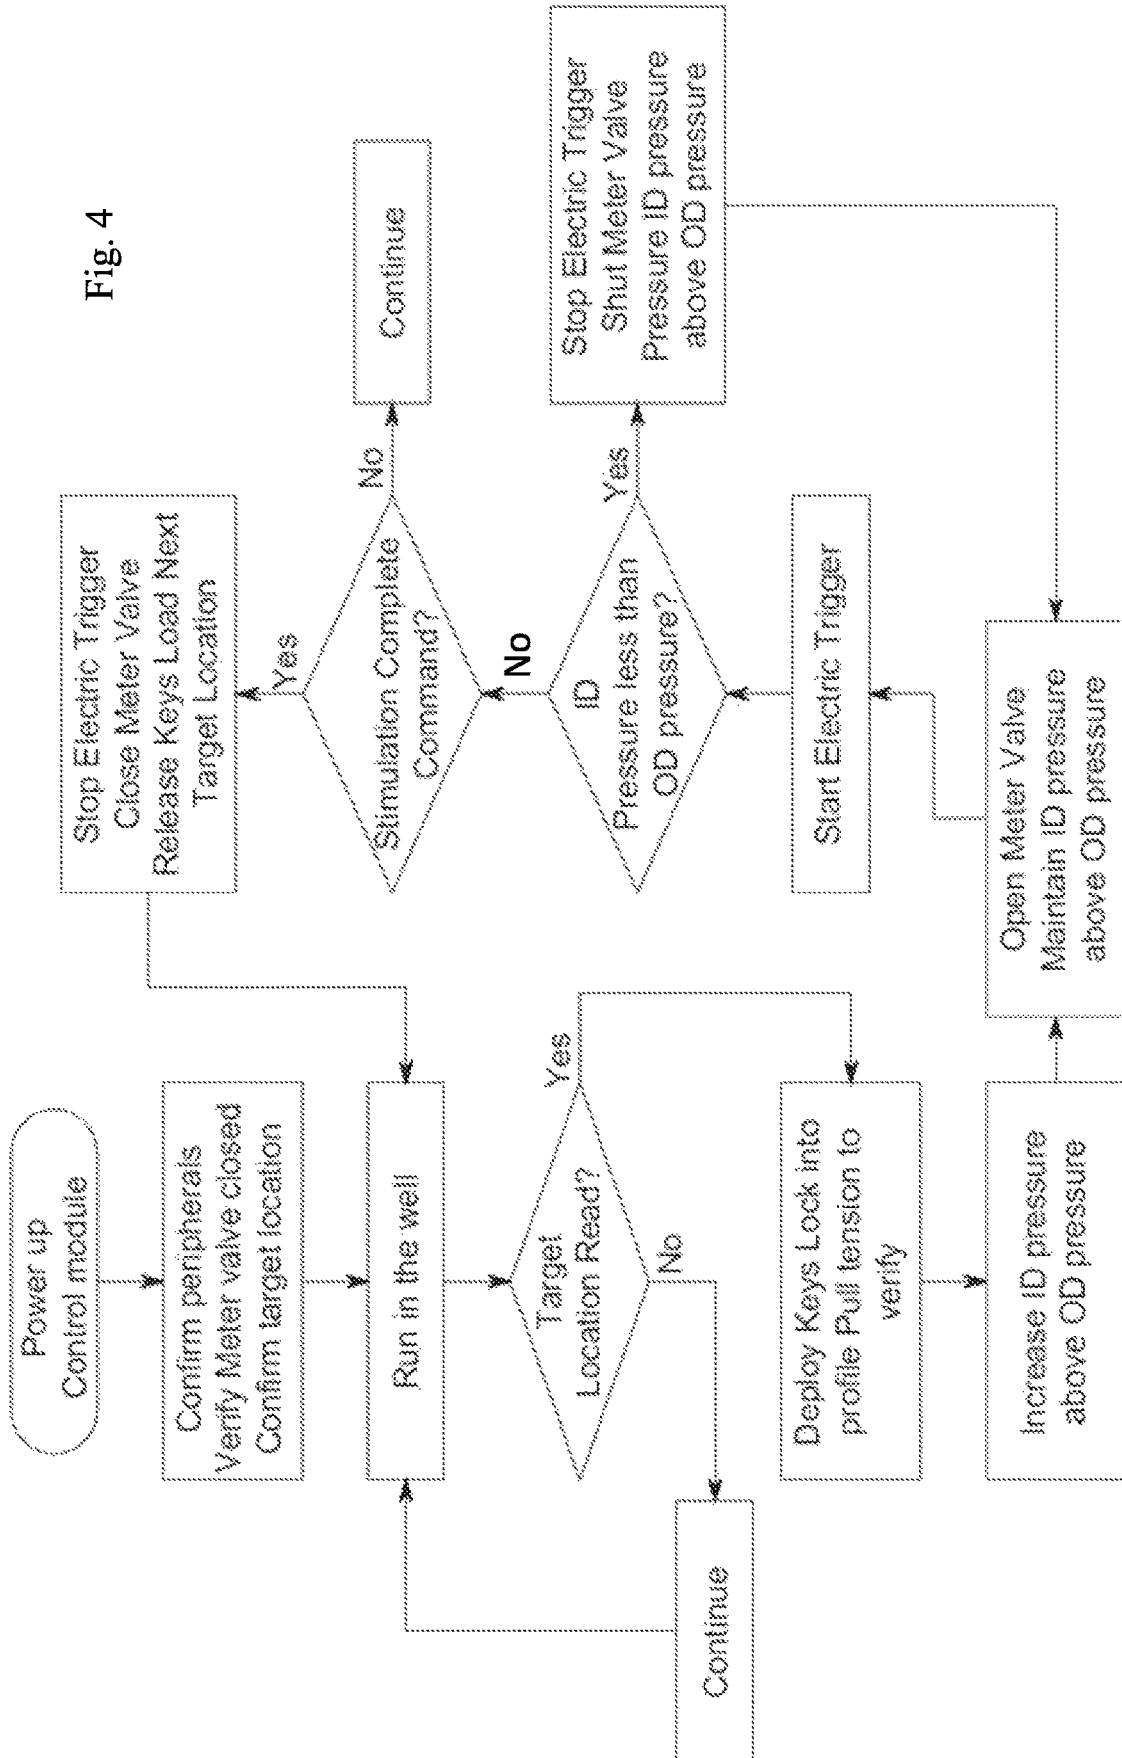 Fig. 4
Power up
Control module
Confirm peripherals
Verify Meter valve closed
Confirm target location
Run in the well
Target
Location Read?
Yes
No
Continue
Deploy Keys Lock into
profile Pull tension to
verify
Increase ID pressure
above OD pressure
Open Meter Valve
Maintain ID pressure
above OD pressure
Start Electric Trigger
ID
Pressure less than
OD pressure?
Yes
No
Stop Electric Trigger
Shut Meter Valve
Pressure ID pressure
above OD pressure
Stimulation Complete
Command?
No
Yes
Continue
Stop Electric Trigger
Close Meter Valve
Release Keys Load Next
Target Location